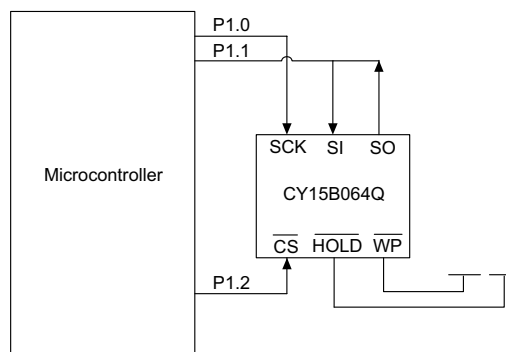 P1.0
P1.1
Microcontroller
SCK SI SO
CY15B064Q
CS HOLD WP
P1.2